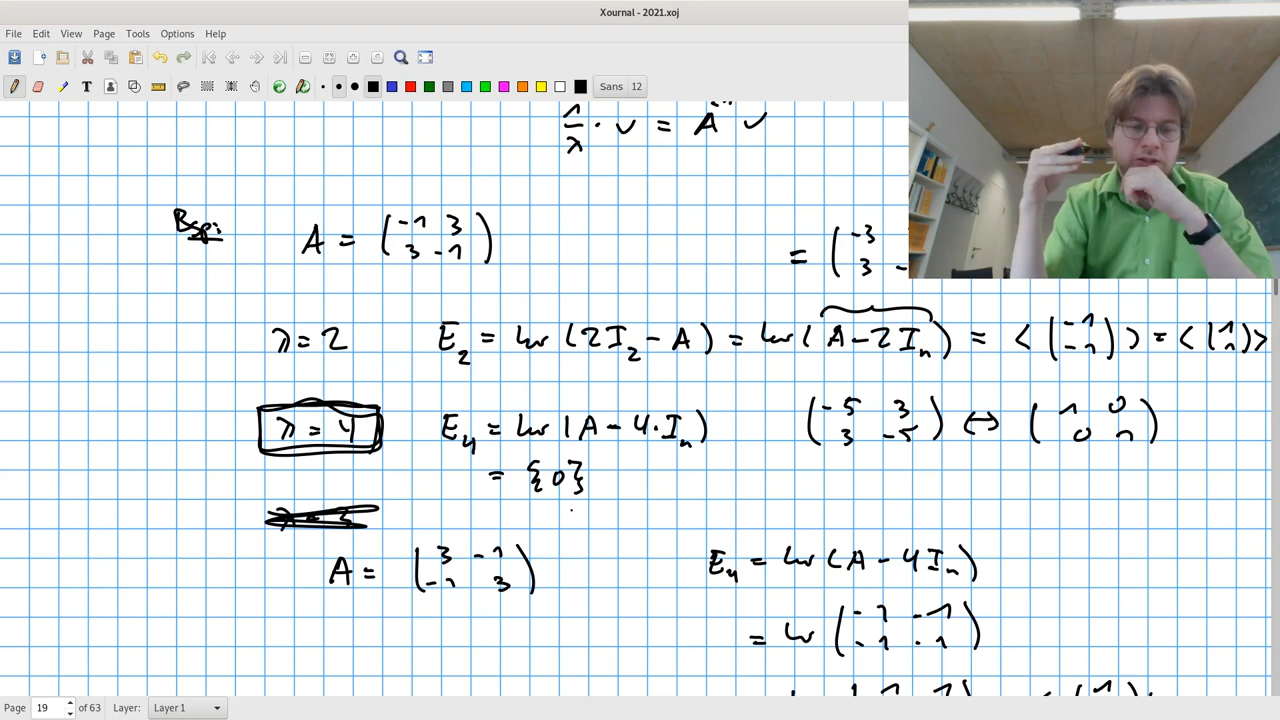 Xournal - 2021.xoj
File Edit View Page Tools Options Help
Sans 12
1/λ · v = A v
Bsp:
A = (-1 3; 3 -1)
= (-3
3 -
λ = 2 E_2 = ker (2I_2 - A) = ker (A - 2I_n) = < (-1; -1) > = < (1; 1) >
λ = 4 E_4 = ker (A - 4 · I_n) (-5 3; 3 -5) ↔ (1 0; 0 1)
= {0}
A = (3 -1; -1 3) E_4 = ker (A - 4I_n)
= ker (-1 -1; -1 -1)
Page 19 of 63 Layer: Layer 1